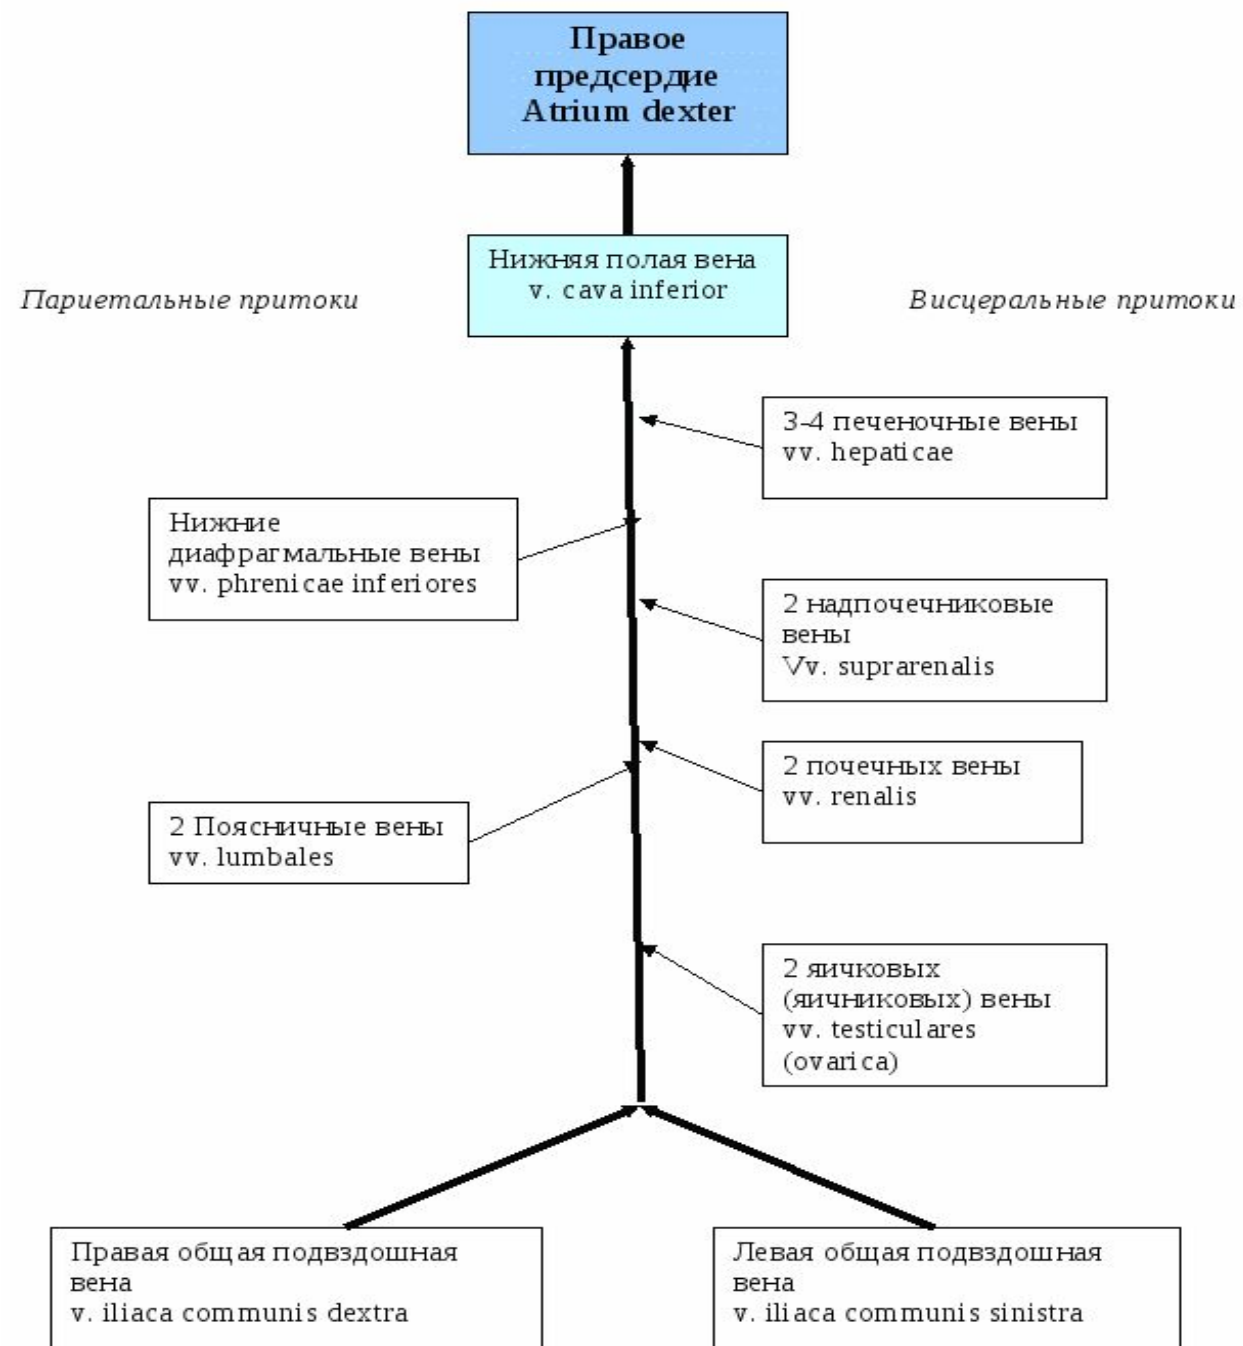 Правое
предсердие
Atrium dexter
Нижняя полая вена
v. cava inferior
Париетальные притоки
Висцеральные притоки
3-4 печеночные вены
vv. hepaticae
Нижние
диафрагмальные вены
vv. phrenicae inferiores
2 надпочечниковые
вены
Vv. suprarenalis
2 почечных вены
vv. renalis
2 Поясничные вены
vv. lumbales
2 яичковых
(яичниковых) вены
vv. testiculares
(ovarica)
Правая общая подвздошная
вена
v. iliaca communis dextra
Левая общая подвздошная
вена
v. iliaca communis sinistra